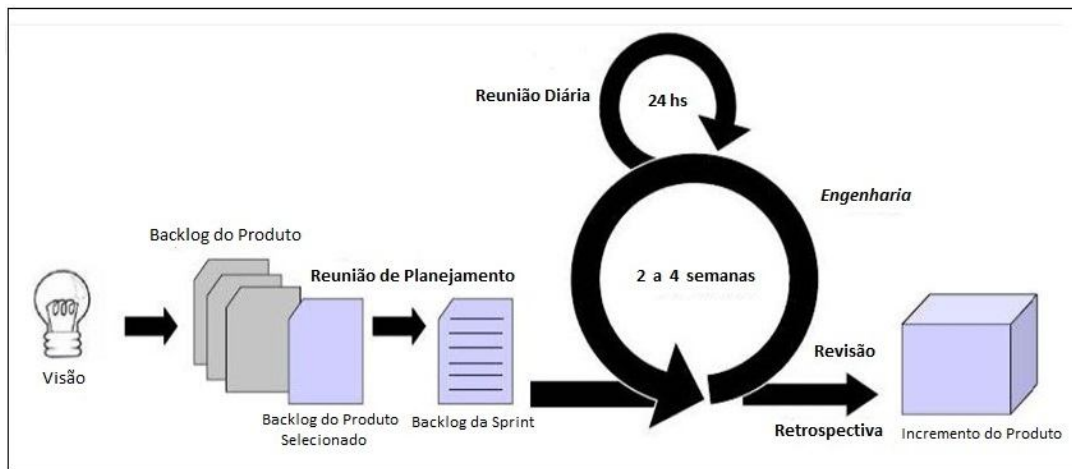 Reunião Diária
24 hs
Engenharia
Backlog do Produto
Reunião de Planejamento
2 a 4 semanas
Visão
Backlog do Produto
Selecionado
Backlog da Sprint
Revisão
Retrospectiva
Incremento do Produto